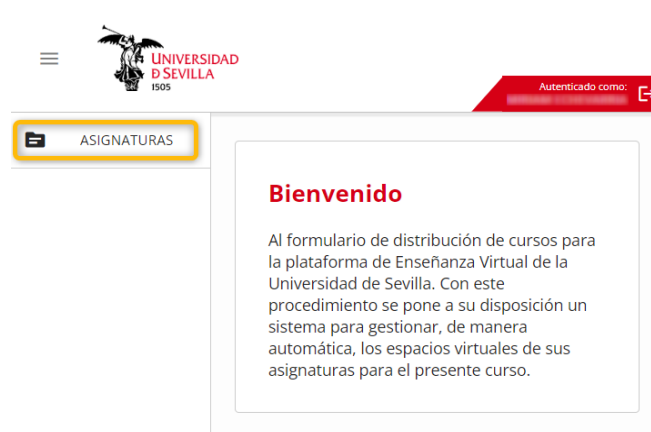 UNIVERSIDAD
D SEVILLA
1505
Autenticado como:
ASIGNATURAS
Bienvenido
Al formulario de distribución de cursos para
la plataforma de Enseñanza Virtual de la
Universidad de Sevilla. Con este
procedimiento se pone a su disposición un
sistema para gestionar, de manera
automática, los espacios virtuales de sus
asignaturas para el presente curso.